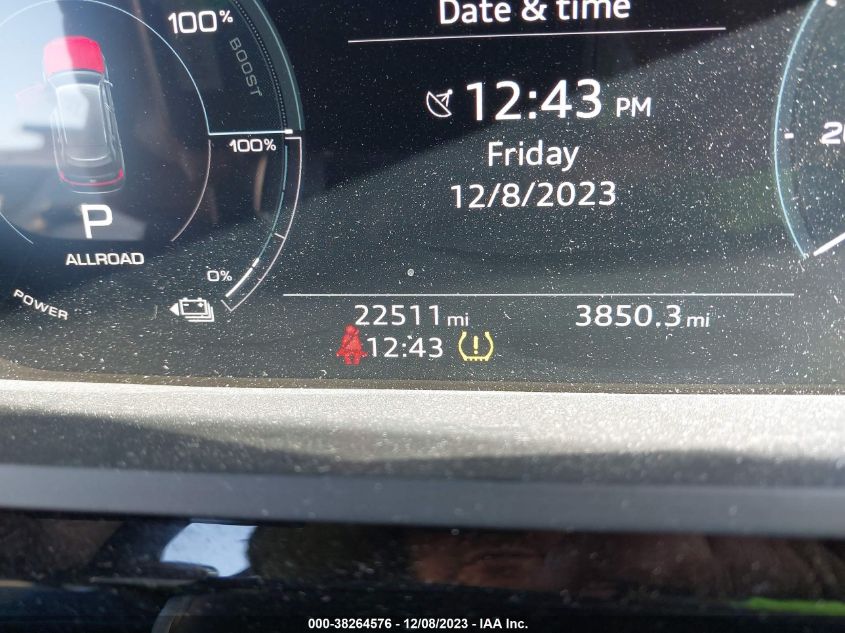 Date & time
100%
BOOST
12:43 PM
100%
Friday
12/8/2023
P
ALLROAD
0%
POWER
22511 mi 3850.3 mi
12:43
000-38264576 - 12/08/2023 - IAA Inc.